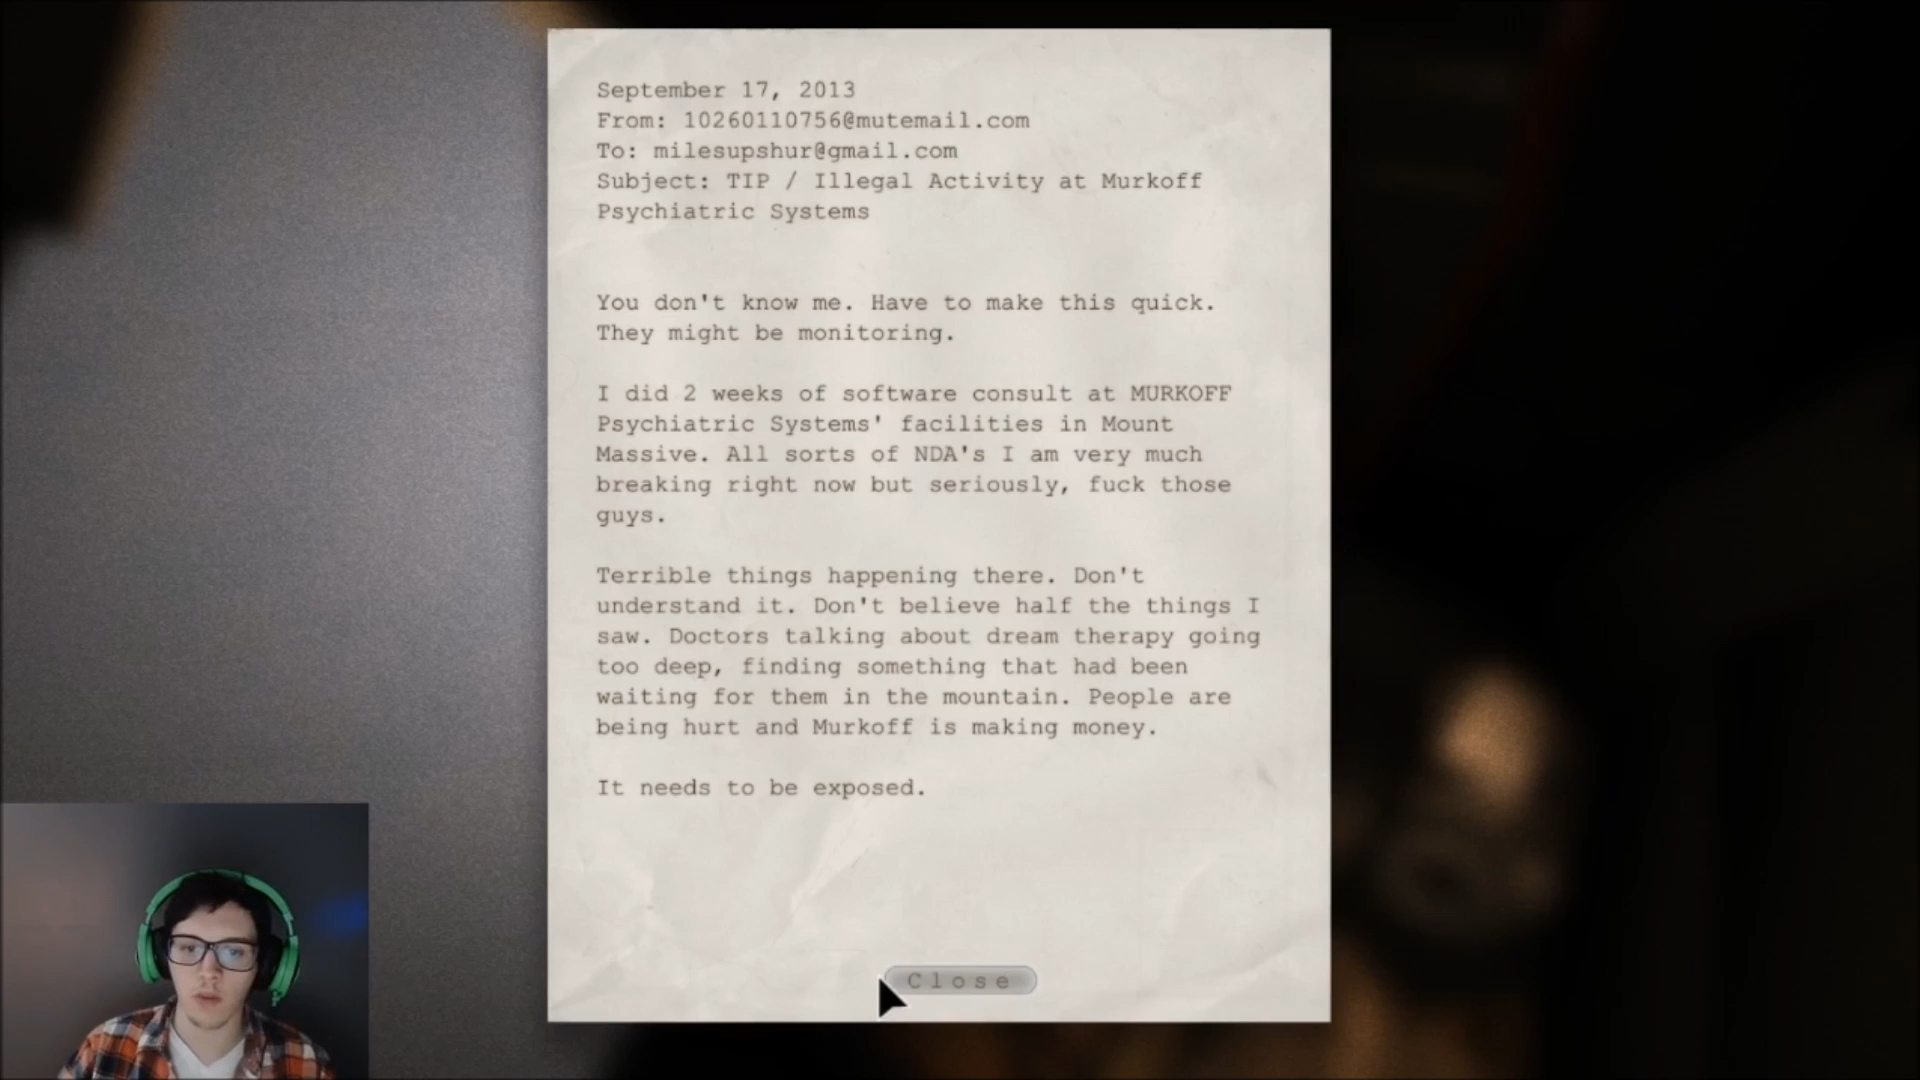 September 17, 2013
From: 10260110756@mutemail.com
To: milesupshur@gmail.com
Subject: TIP / Illegal Activity at Murkoff
Psychiatric Systems
You don't know me. Have to make this quick.
They might be monitoring.
I did 2 weeks of software consult at MURKOFF
Psychiatric Systems' facilities in Mount
Massive. All sorts of NDA's I am very much
breaking right now but seriously, fuck those
guys.
Terrible things happening there. Don't
understand it. Don't believe half the things I
saw. Doctors talking about dream therapy going
too deep, finding something that had been
waiting for them in the mountain. People are
being hurt and Murkoff is making money.
It needs to be exposed.
Close